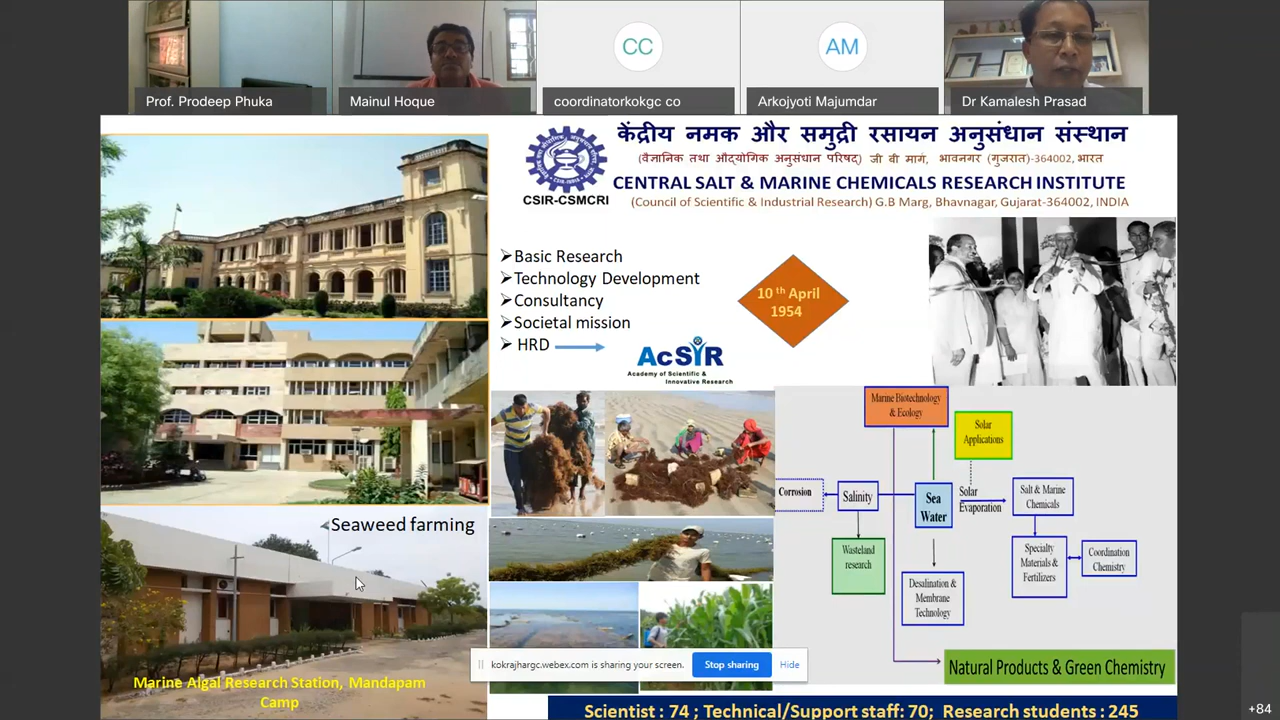 CC
AM
Prof. Prodeep Phuka
Mainul Hoque
coordinatorkokgc co
Arkojyoti Majumdar
Dr Kamalesh Prasad
केंद्रीय नमक और समुद्री रसायन अनुसंधान संस्थान
(वैज्ञानिक तथा औद्योगिक अनुसंधान परिषद्) जी बी मार्ग, भावनगर (गुजरात)-364002, भारत
CSIR-CSMCRI
CENTRAL SALT & MARINE CHEMICALS RESEARCH INSTITUTE
(Council of Scientific & Industrial Research) G.B Marg, Bhavnagar, Gujarat-364002, INDIA
Basic Research
Technology Development
Consultancy
Societal mission
HRD
10 th April
1954
AcSIR
Academy of Scientific &
Innovative Research
Marine Biotechnology
& Ecology
Solar
Applications
Corrosion
Salinity
Sea
Water
Solar
Evaporation
Salt & Marine
Chemicals
Wasteland
research
Desalination &
Membrane
Technology
Specialty
Materials &
Fertilizers
Coordination
Chemistry
Natural Products & Green Chemistry
Seaweed farming
Marine Algal Research Station, Mandapam
Camp
kokrajhargc.webex.com is sharing your screen.
Stop sharing
Hide
Scientist : 74 ; Technical/Support staff: 70; Research students : 245
+84